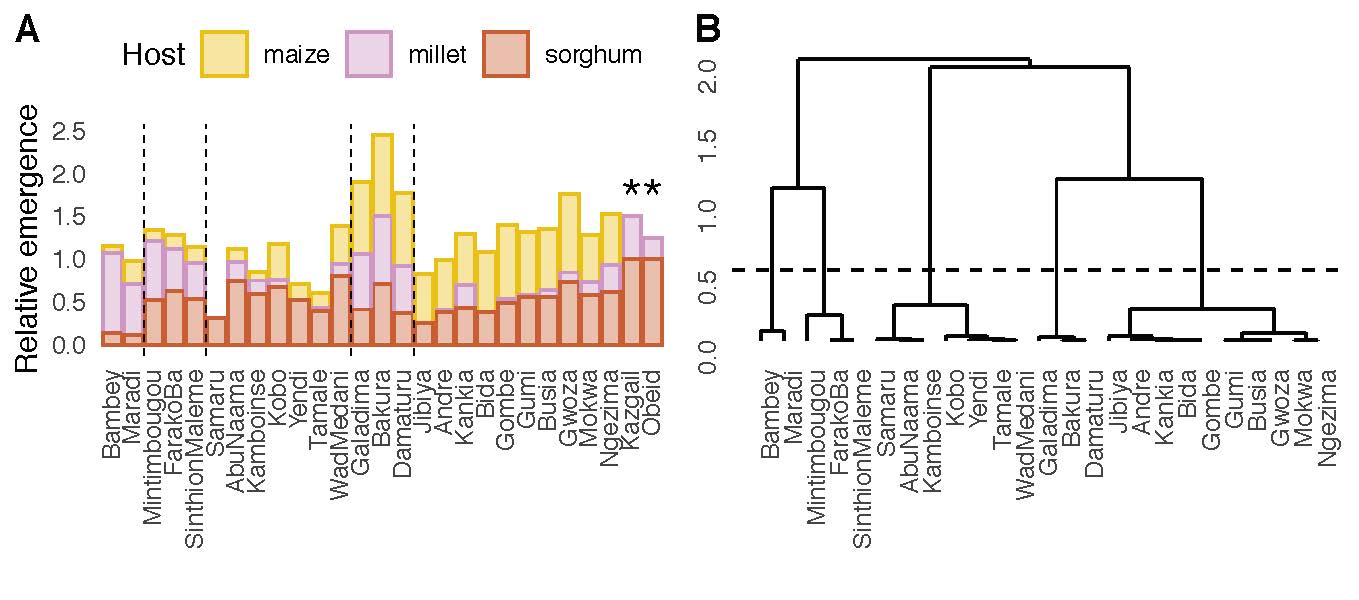 A
Host maize millet sorghum
Relative emergence
2.5
2.0
1.5
1.0
0.5
0.0
**
Bambey
Maradi
Mintimbougou
FarakoBa
SinthionMaleme
Samaru
AbuNaama
Kamboinse
Kobo
Yendi
Tamale
WadMedani
Galadima
Bakura
Damaturu
Jibiya
Andre
Kankia
Bida
Gombe
Gumi
Busia
Gwoza
Mokwa
Ngezima
Kazgail
Obeid
B
2.0
1.5
1.0
0.5
0.0
Bambey
Maradi
Mintimbougou
FarakoBa
SinthionMaleme
Samaru
AbuNaama
Kamboinse
Kobo
Yendi
Tamale
WadMedani
Galadima
Bakura
Damaturu
Jibiya
Andre
Kankia
Bida
Gombe
Gumi
Busia
Gwoza
Mokwa
Ngezima